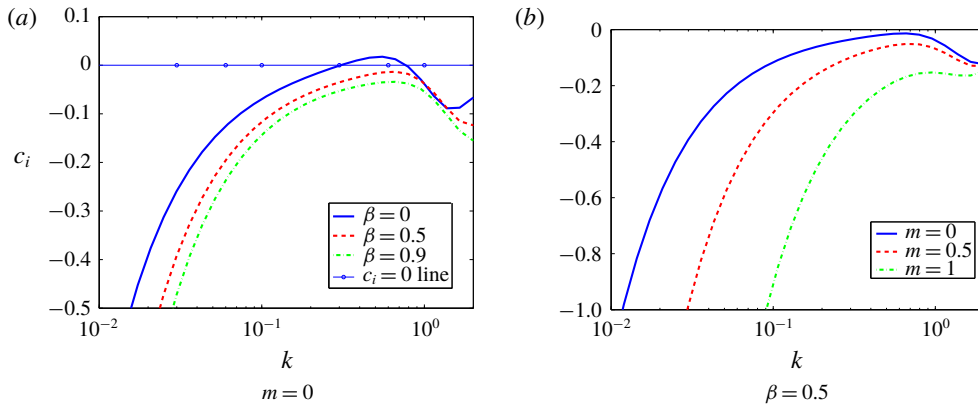 (a)
0.1
0
−0.1
−0.2
−0.3
−0.4
−0.5
c_i
β = 0
β = 0.5
β = 0.9
c_i = 0 line
10^−2
10^−1
10^0
k
m = 0
(b)
0
−0.2
−0.4
−0.6
−0.8
−1.0
m = 0
m = 0.5
m = 1
10^−2
10^−1
10^0
k
β = 0.5